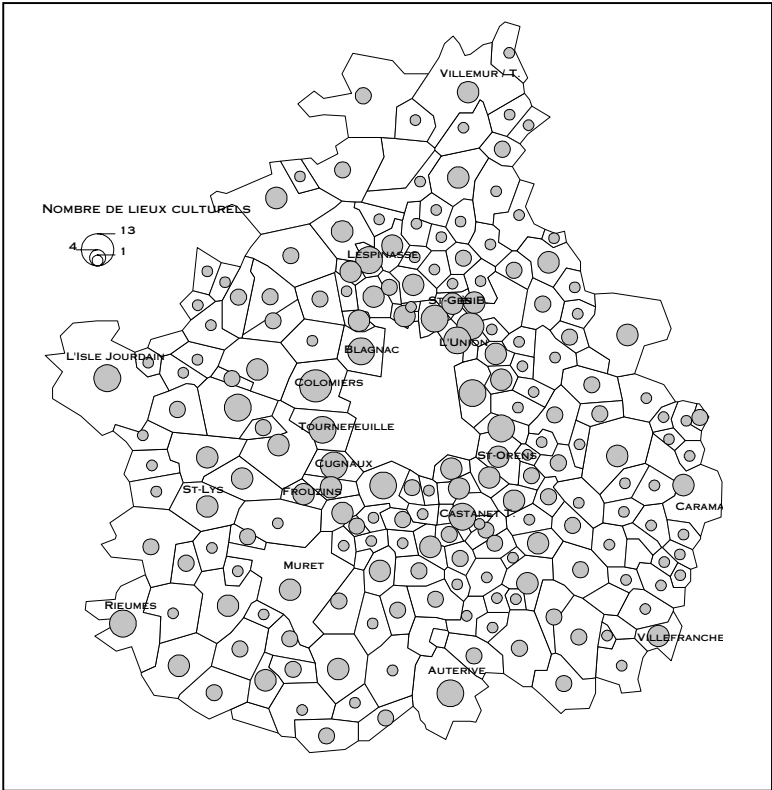 VILLEMUR / T.
NOMBRE DE LIEUX CULTURELS
13
4
1
LESPINASSE
L'UNION
BLAGNAC
L'ISLE JOURDAIN
COLOMIERS
TOURNEFEUILLE
ST-ORENS
CUGNAUX
ST-LYS
FROUZINS
CASTANET T.
CARAMA
MURET
RIEUMES
VILLEFRANCHE
AUTERIVE